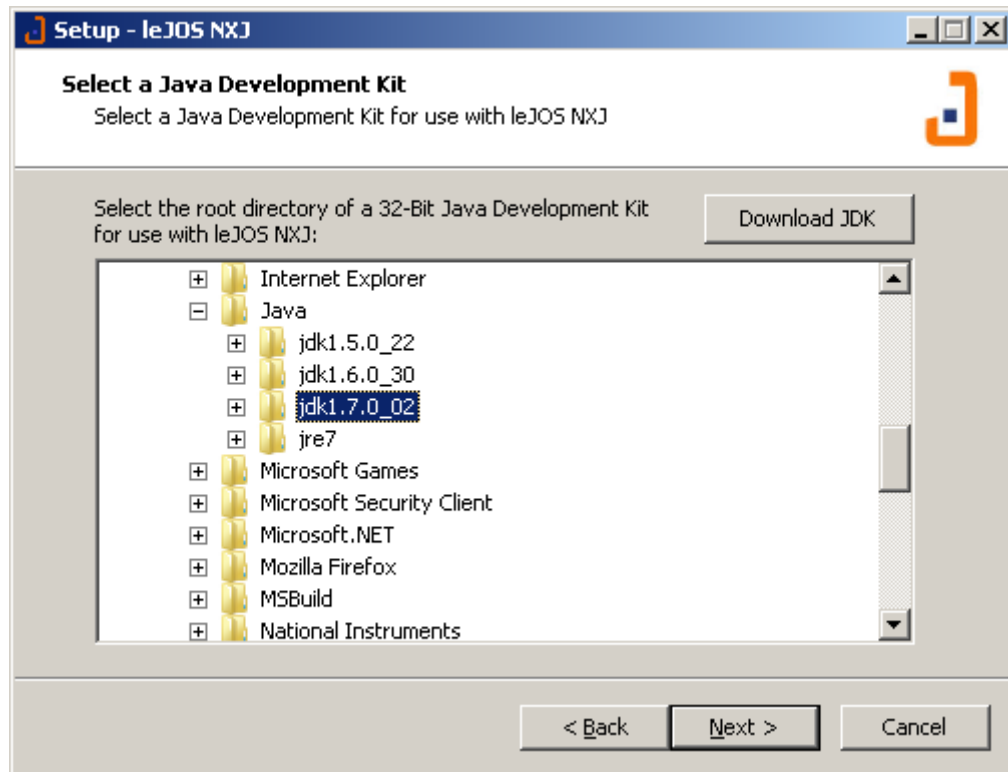 Setup - leJOS NXJ
Select a Java Development Kit
Select a Java Development Kit for use with leJOS NXJ
Select the root directory of a 32-Bit Java Development Kit
for use with leJOS NXJ:
Download JDK
Internet Explorer
Java
jdk1.5.0_22
jdk1.6.0_30
jdk1.7.0_02
jre7
Microsoft Games
Microsoft Security Client
Microsoft.NET
Mozilla Firefox
MSBuild
National Instruments
< Back
Next >
Cancel